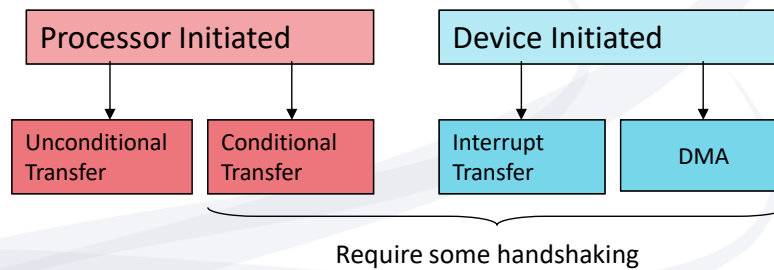 Processor Initiated
Device Initiated
Unconditional
Transfer
Conditional
Transfer
Interrupt
Transfer
DMA
Require some handshaking